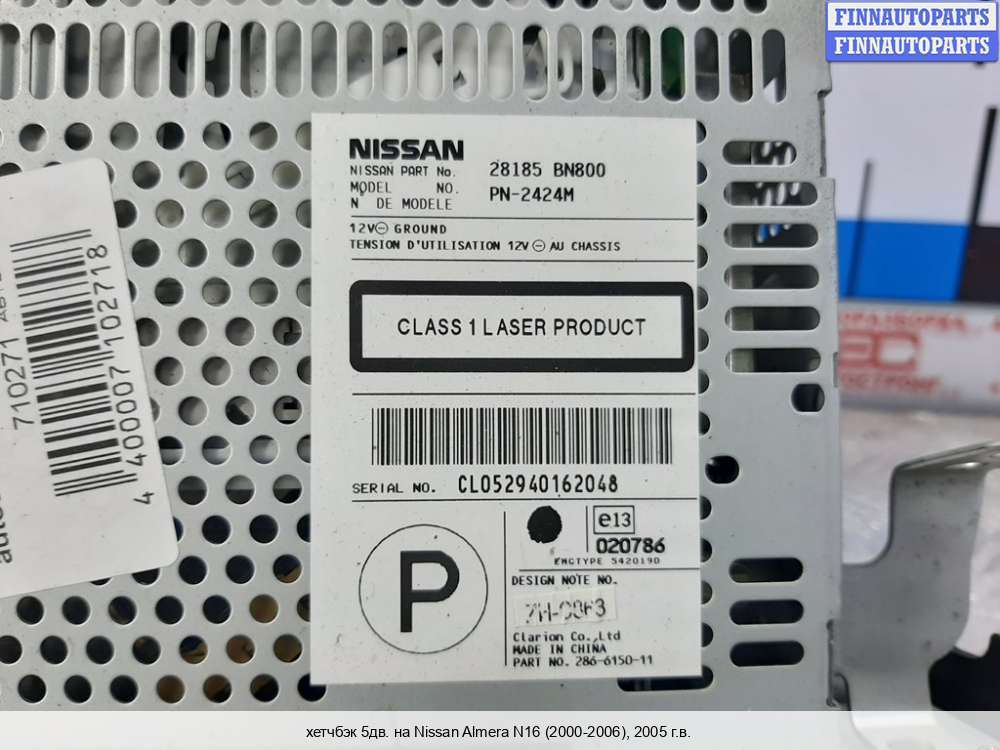 FINNAUTOPARTS
FINNAUTOPARTS
NISSAN
NISSAN PART No. 28185 BN800
MODEL NO. PN-2424M
N° DE MODELE
12V⊖ GROUND
TENSION D'UTILISATION 12V ⊖ AU CHASSIS
CLASS 1 LASER PRODUCT
SERIAL NO. CL052940162048
P
e13
020786
EMCTYPE 5420190
DESIGN NOTE NO.
Clarion Co.,Ltd
MADE IN CHINA
PART NO. 286-6150-11
710271
4 400007 102718
хетчбэк 5дв. на Nissan Almera N16 (2000-2006), 2005 г.в.